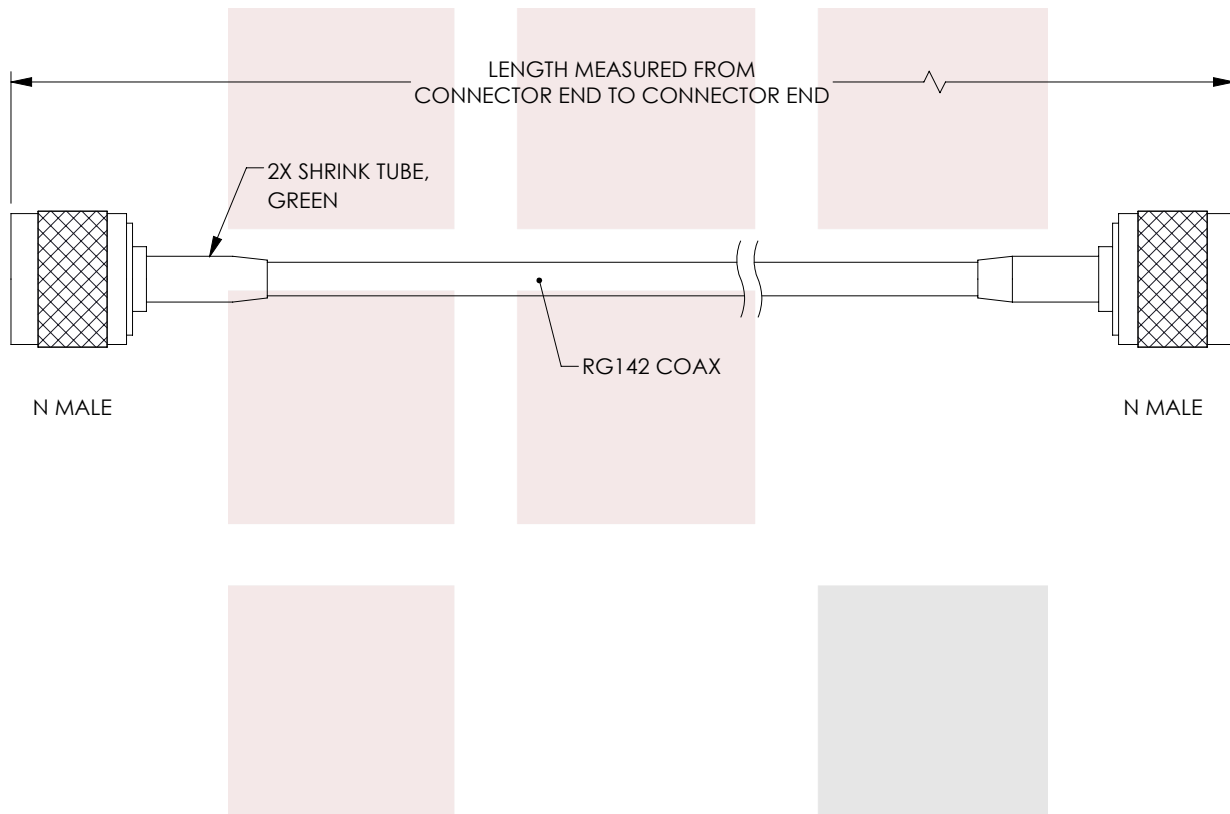 LENGTH MEASURED FROM
CONNECTOR END TO CONNECTOR END
2X SHRINK TUBE,
GREEN
RG142 COAX
N MALE
N MALE